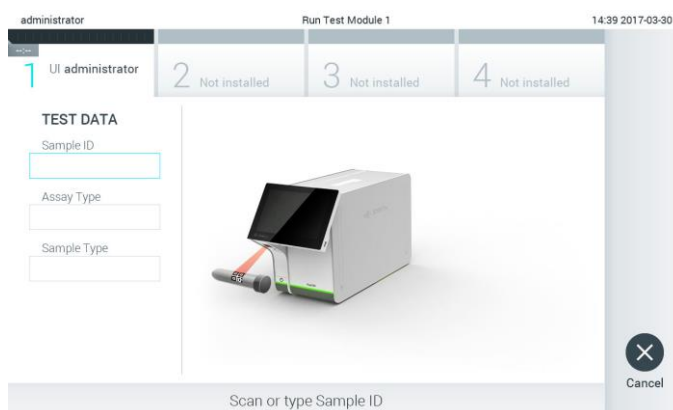 administrator Run Test Module 1 14:39 2017-03-30
--:--
1 UI administrator 2 Not installed 3 Not installed 4 Not installed
TEST DATA
Sample ID
Assay Type
Sample Type
Cancel
Scan or type Sample ID